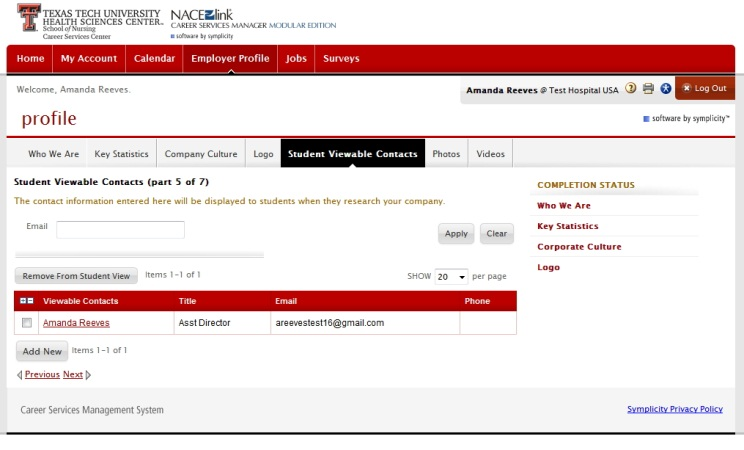 TEXAS TECH UNIVERSITY
HEALTH SCIENCES CENTER.
School of Nursing
Career Services Center
NACElink
CAREER SERVICES MANAGER MODULAR EDITION
software by symplicity
Home My Account Calendar Employer Profile Jobs Surveys
Welcome, Amanda Reeves.
Amanda Reeves @ Test Hospital USA Log Out
profile
software by symplicity™
Who We Are Key Statistics Company Culture Logo Student Viewable Contacts Photos Videos
Student Viewable Contacts (part 5 of 7)
The contact information entered here will be displayed to students when they research your company.
Email
Apply Clear
Remove From Student View Items 1-1 of 1 SHOW 20 per page
Viewable Contacts Title Email Phone
Amanda Reeves Asst Director areevestest16@gmail.com
Add New Items 1-1 of 1
Previous Next
COMPLETION STATUS
Who We Are
Key Statistics
Corporate Culture
Logo
Career Services Management System
Symplicity Privacy Policy